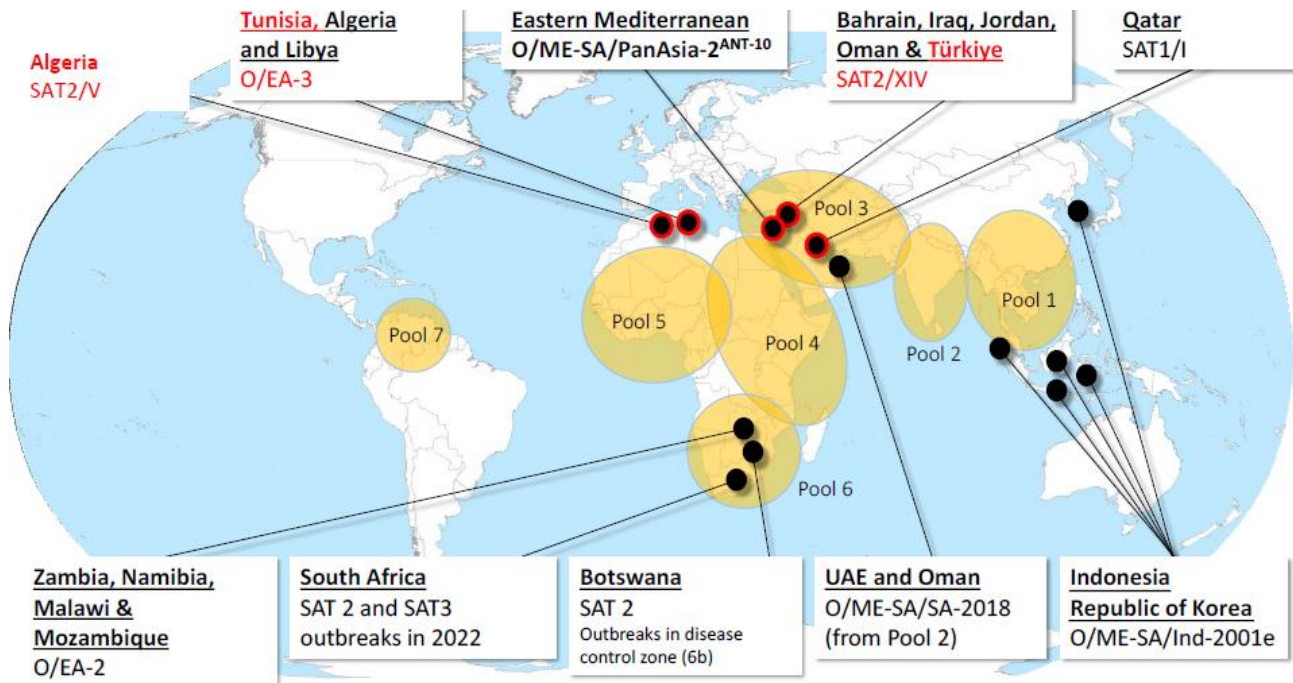 Algeria
SAT2/V
Tunisia, Algeria
and Libya
O/EA-3
Eastern Mediterranean
O/ME-SA/PanAsia-2ANT-10
Bahrain, Iraq, Jordan,
Oman & Türkiye
SAT2/XIV
Qatar
SAT1/I
Pool 3
Pool 1
Pool 2
Pool 5
Pool 4
Pool 7
Pool 6
Zambia, Namibia,
Malawi &
Mozambique
O/EA-2
South Africa
SAT 2 and SAT3
outbreaks in 2022
Botswana
SAT 2
Outbreaks in disease
control zone (6b)
UAE and Oman
O/ME-SA/SA-2018
(from Pool 2)
Indonesia
Republic of Korea
O/ME-SA/Ind-2001e